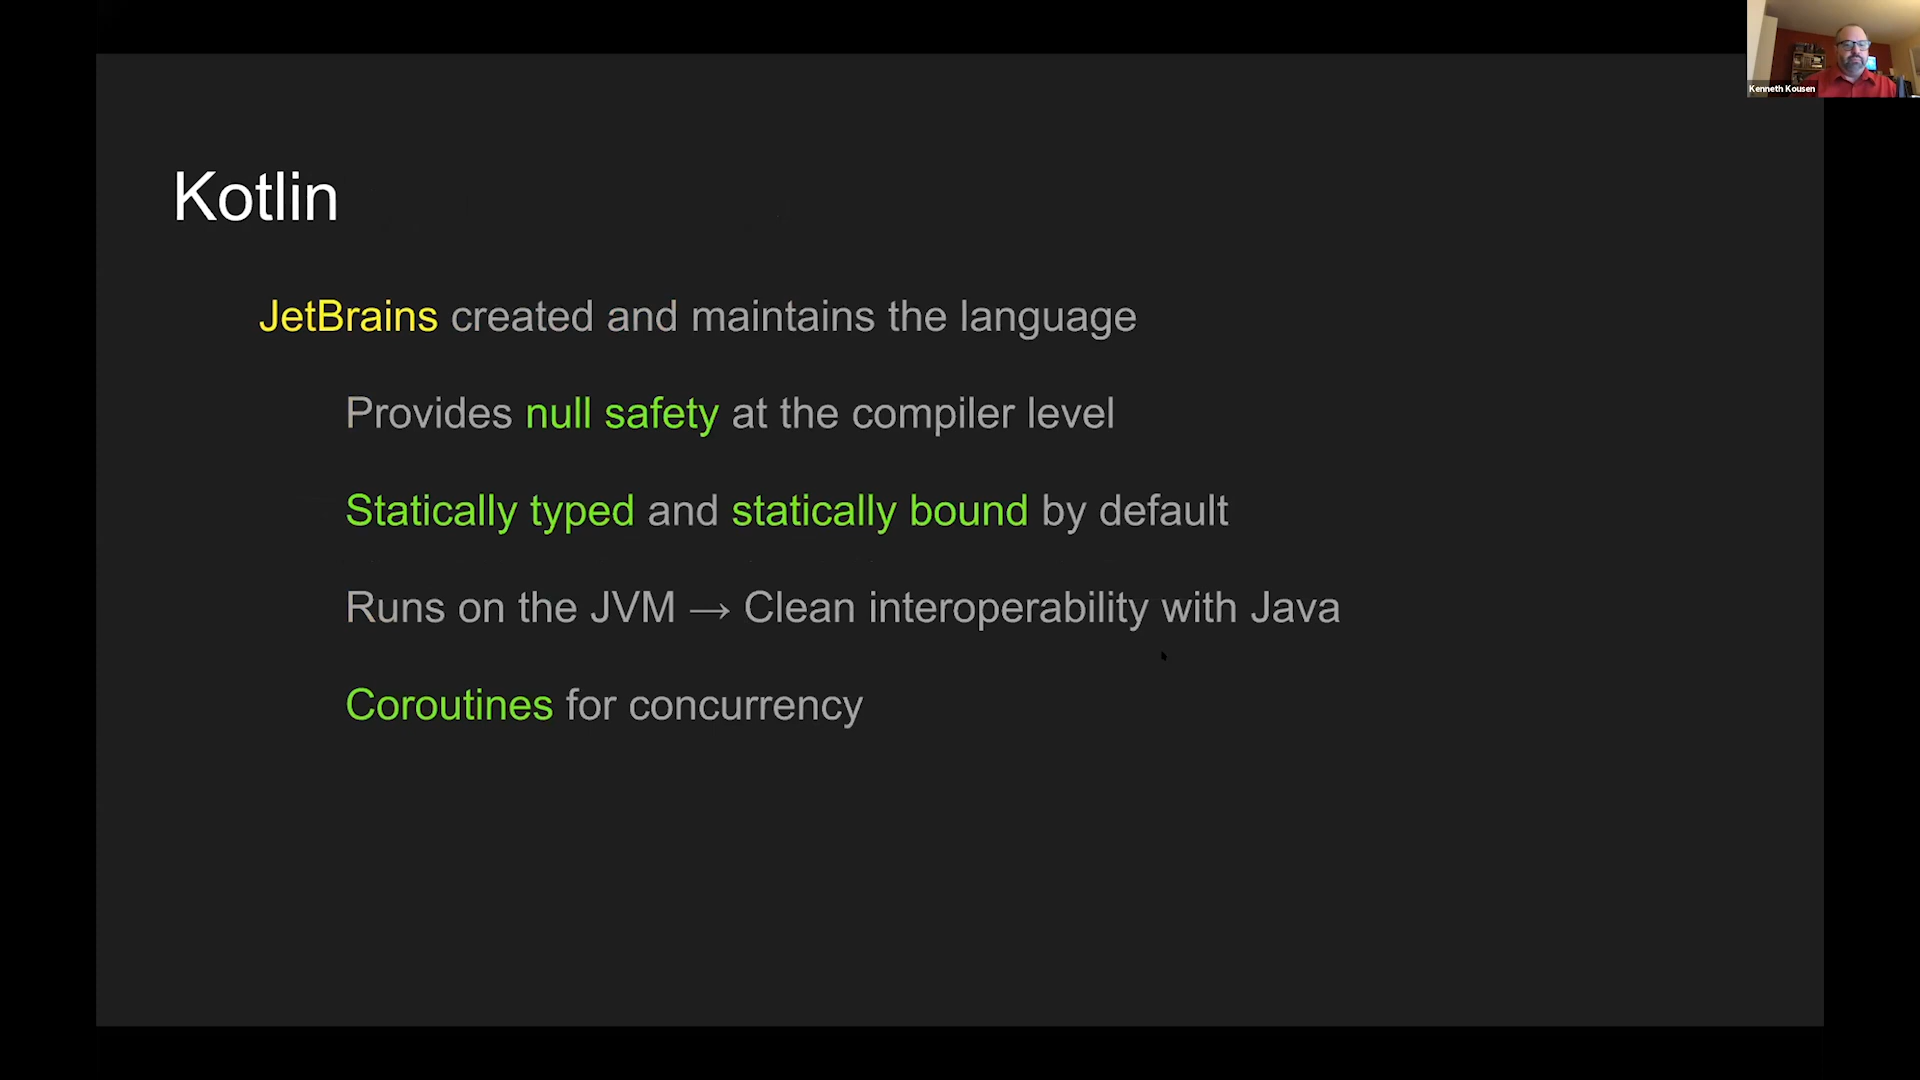 Kenneth Kousen
Kotlin
JetBrains created and maintains the language
Provides null safety at the compiler level
Statically typed and statically bound by default
Runs on the JVM → Clean interoperability with Java
Coroutines for concurrency